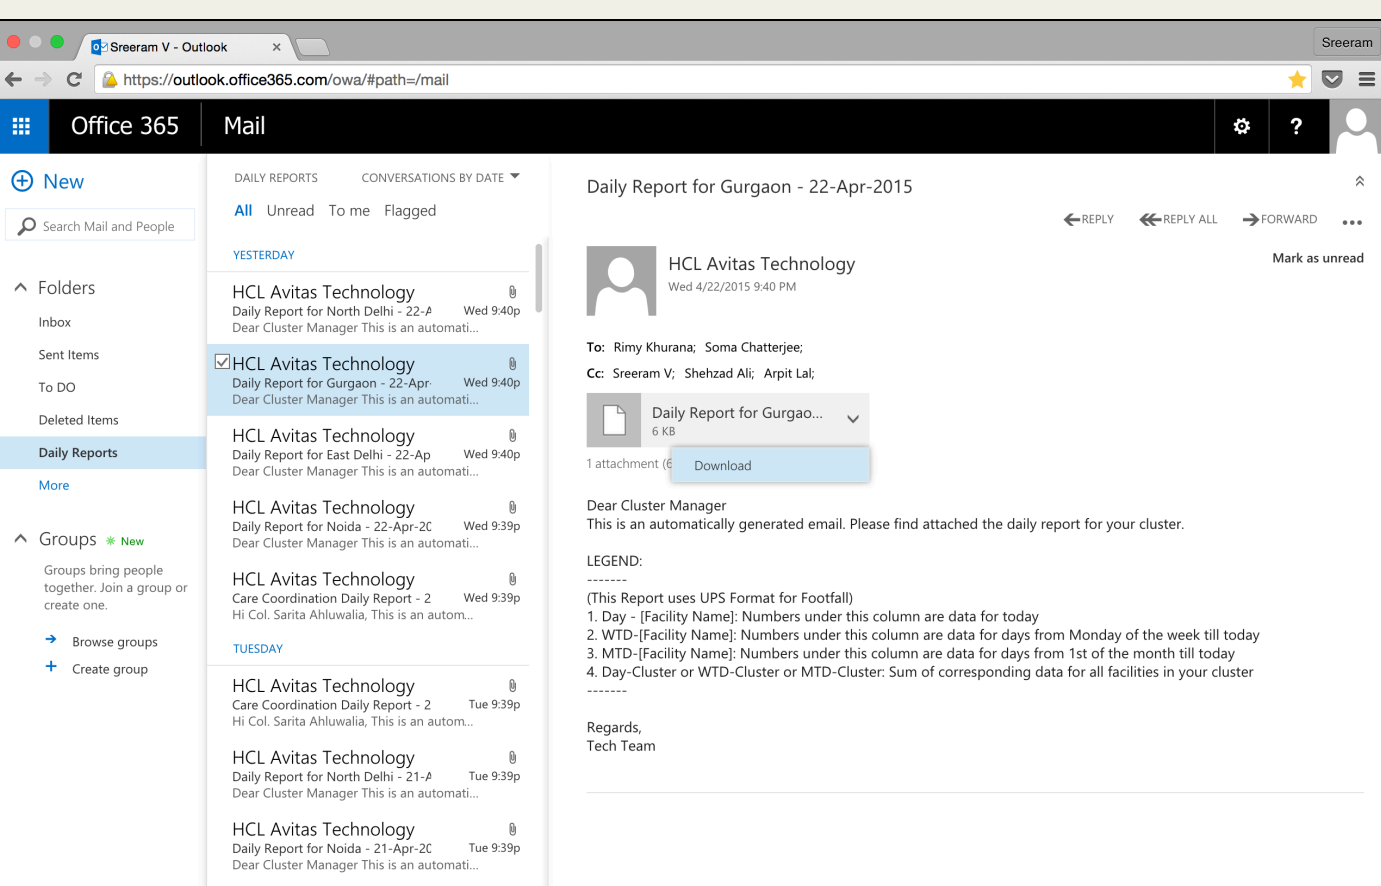 Sreeram V - Outlook
Sreeram
https://outlook.office365.com/owa/#path=/mail
Office 365
Mail
New
Search Mail and People
Folders
Inbox
Sent Items
To DO
Deleted Items
Daily Reports
More
Groups New
Groups bring people
together. Join a group or
create one.
Browse groups
Create group
DAILY REPORTS CONVERSATIONS BY DATE
All Unread To me Flagged
YESTERDAY
HCL Avitas Technology
Daily Report for North Delhi - 22-A Wed 9:40p
Dear Cluster Manager This is an automati...
HCL Avitas Technology
Daily Report for Gurgaon - 22-Apr- Wed 9:40p
Dear Cluster Manager This is an automati...
HCL Avitas Technology
Daily Report for East Delhi - 22-Ap Wed 9:40p
Dear Cluster Manager This is an automati...
HCL Avitas Technology
Daily Report for Noida - 22-Apr-20 Wed 9:39p
Dear Cluster Manager This is an automati...
HCL Avitas Technology
Care Coordination Daily Report - 2 Wed 9:39p
Hi Col. Sarita Ahluwalia, This is an autom...
TUESDAY
HCL Avitas Technology
Care Coordination Daily Report - 2 Tue 9:39p
Hi Col. Sarita Ahluwalia, This is an autom...
HCL Avitas Technology
Daily Report for North Delhi - 21-A Tue 9:39p
Dear Cluster Manager This is an automati...
HCL Avitas Technology
Daily Report for Noida - 21-Apr-20 Tue 9:39p
Dear Cluster Manager This is an automati...
Daily Report for Gurgaon - 22-Apr-2015
REPLY REPLY ALL FORWARD ...
Mark as unread
HCL Avitas Technology
Wed 4/22/2015 9:40 PM
To: Rimy Khurana; Soma Chatterjee;
Cc: Sreeram V; Shehzad Ali; Arpit Lal;
Daily Report for Gurgao...
6 KB
1 attachment (6
Download
Dear Cluster Manager
This is an automatically generated email. Please find attached the daily report for your cluster.
LEGEND:
-------
(This Report uses UPS Format for Footfall)
1. Day - [Facility Name]: Numbers under this column are data for today
2. WTD-[Facility Name]: Numbers under this column are data for days from Monday of the week till today
3. MTD-[Facility Name]: Numbers under this column are data for days from 1st of the month till today
4. Day-Cluster or WTD-Cluster or MTD-Cluster: Sum of corresponding data for all facilities in your cluster
-------
Regards,
Tech Team